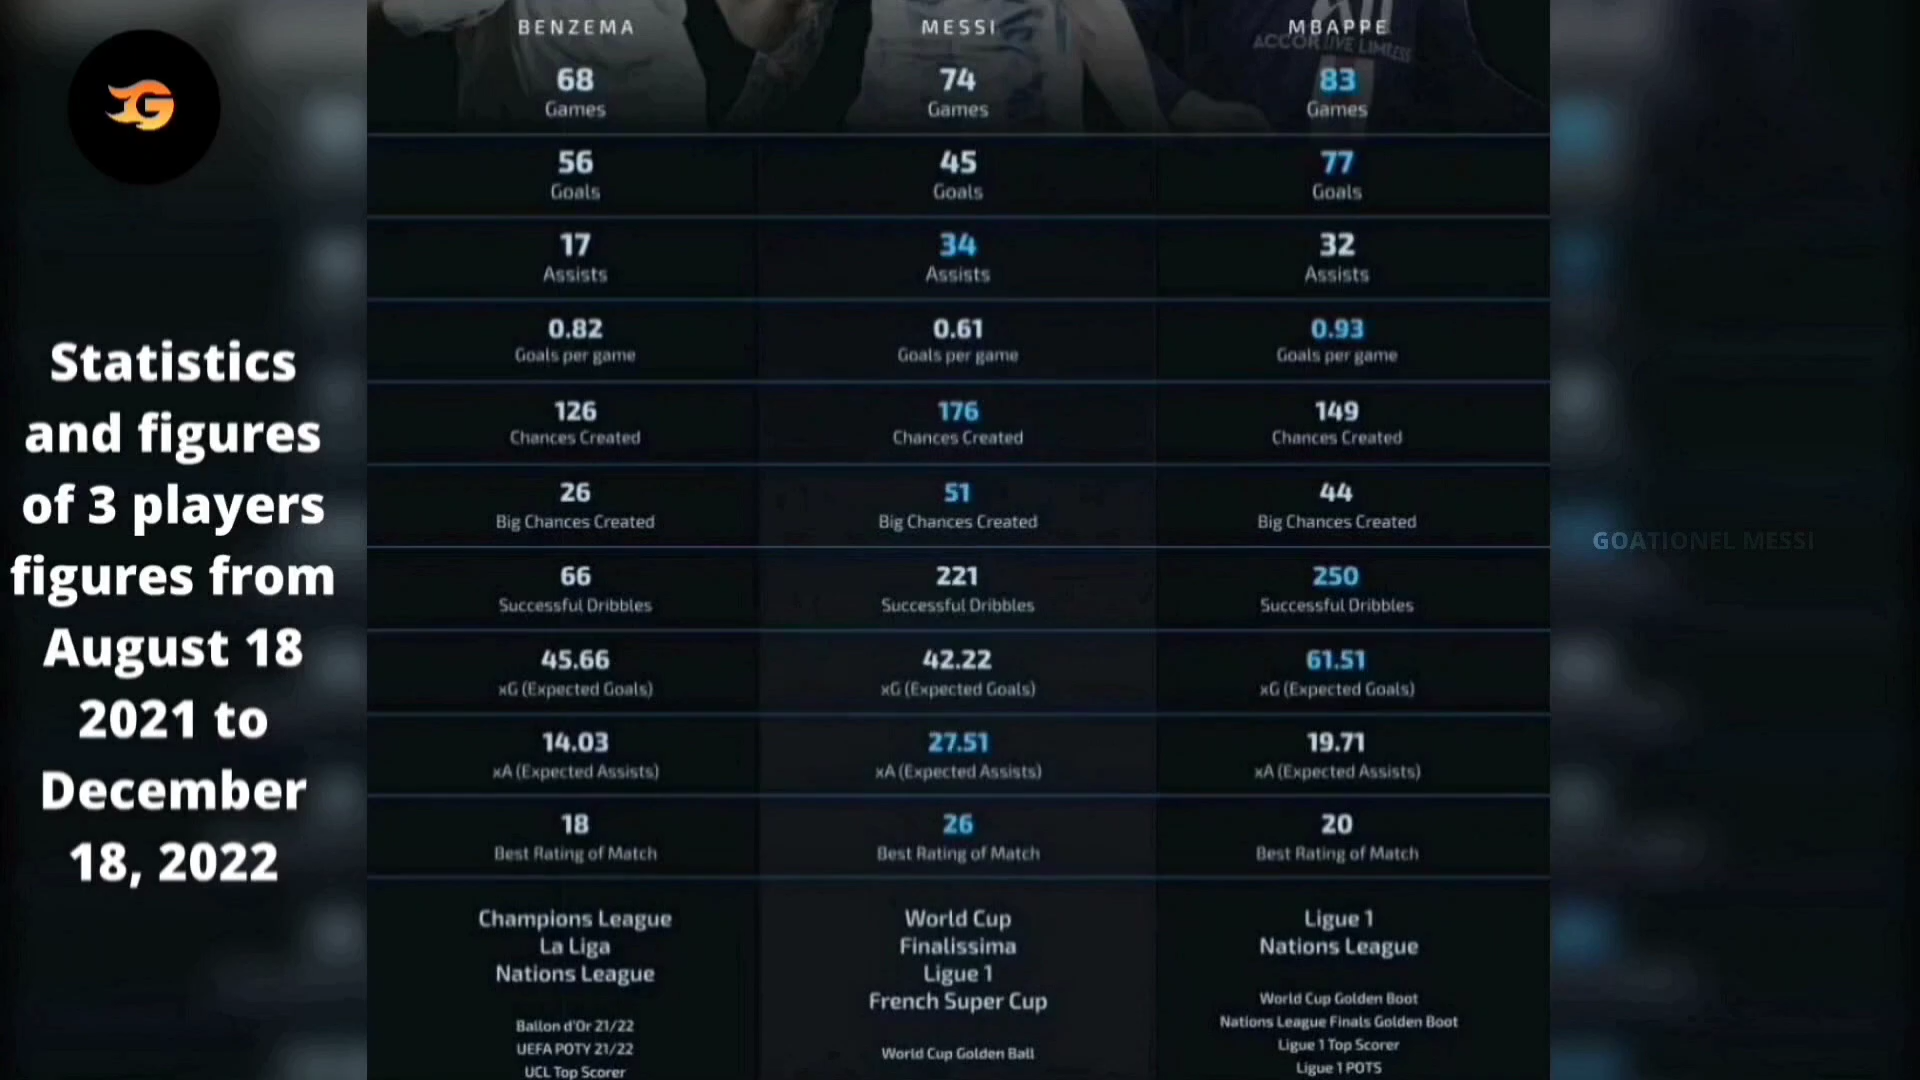 BENZEMA MESSI MBAPPE
ACCOR LIVE LIMITLESS
68 74 83
Games Games Games
56 45 77
Goals Goals Goals
17 34 32
Assists Assists Assists
0.82 0.61 0.93
Goals per game Goals per game Goals per game
126 176 149
Chances Created Chances Created Chances Created
26 51 44
Big Chances Created Big Chances Created Big Chances Created
66 221 250
Successful Dribbles Successful Dribbles Successful Dribbles
45.66 42.22 61.51
xG (Expected Goals) xG (Expected Goals) xG (Expected Goals)
14.03 27.51 19.71
xA (Expected Assists) xA (Expected Assists) xA (Expected Assists)
18 26 20
Best Rating of Match Best Rating of Match Best Rating of Match
Champions League World Cup Ligue 1
La Liga Finalissima Nations League
Nations League Ligue 1
French Super Cup
World Cup Golden Boot
Ballon d'Or 21/22 Nations League Finals Golden Boot
UEFA POTY 21/22 World Cup Golden Ball Ligue 1 Top Scorer
UCL Top Scorer Ligue 1 POTS
G
Statistics
and figures
of 3 players
figures from
August 18
2021 to
December
18, 2022
GOATIONEL MESSI